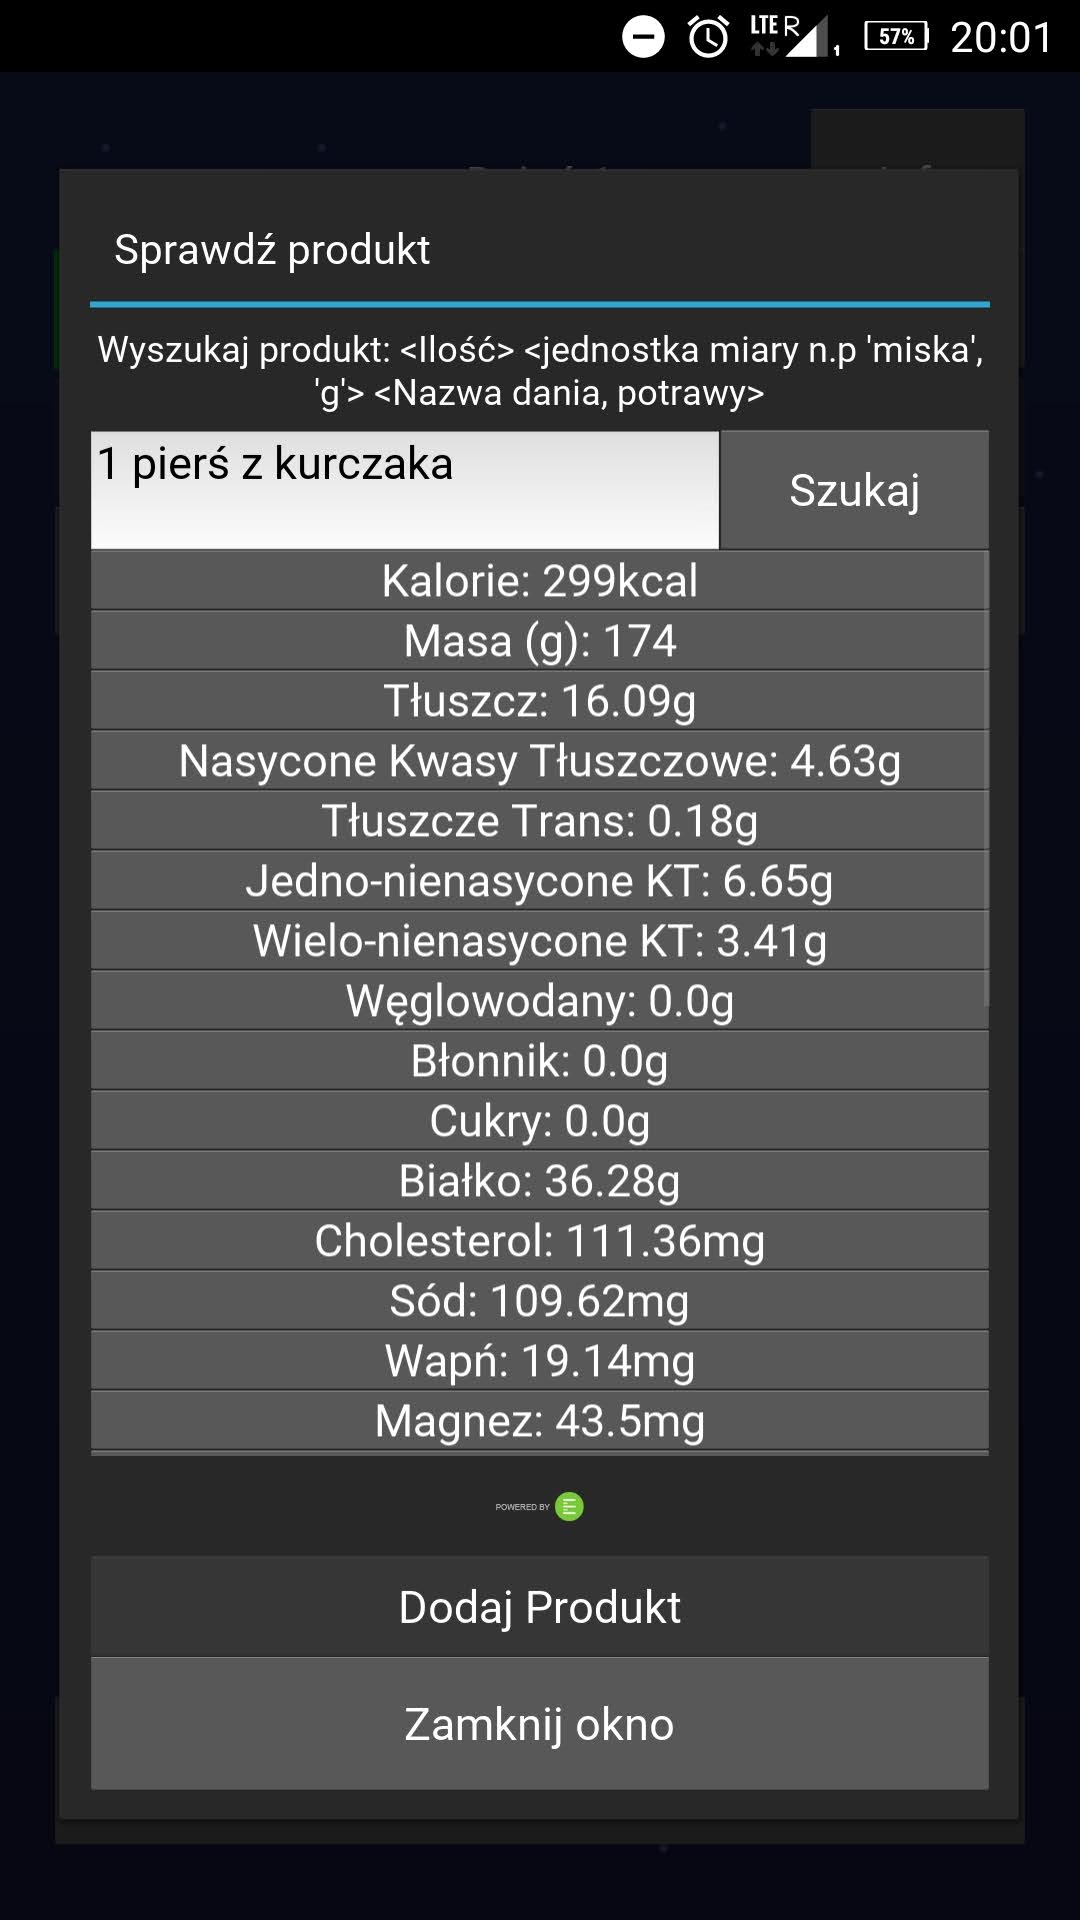 LTE R
1
57%
20:01
Sprawdź produkt
Wyszukaj produkt: <Ilość> <jednostka miary n.p 'miska',
'g'> <Nazwa dania, potrawy>
1 pierś z kurczaka
Szukaj
Kalorie: 299kcal
Masa (g): 174
Tłuszcz: 16.09g
Nasycone Kwasy Tłuszczowe: 4.63g
Tłuszcze Trans: 0.18g
Jedno-nienasycone KT: 6.65g
Wielo-nienasycone KT: 3.41g
Węglowodany: 0.0g
Błonnik: 0.0g
Cukry: 0.0g
Białko: 36.28g
Cholesterol: 111.36mg
Sód: 109.62mg
Wapń: 19.14mg
Magnez: 43.5mg
POWERED BY
Dodaj Produkt
Zamknij okno